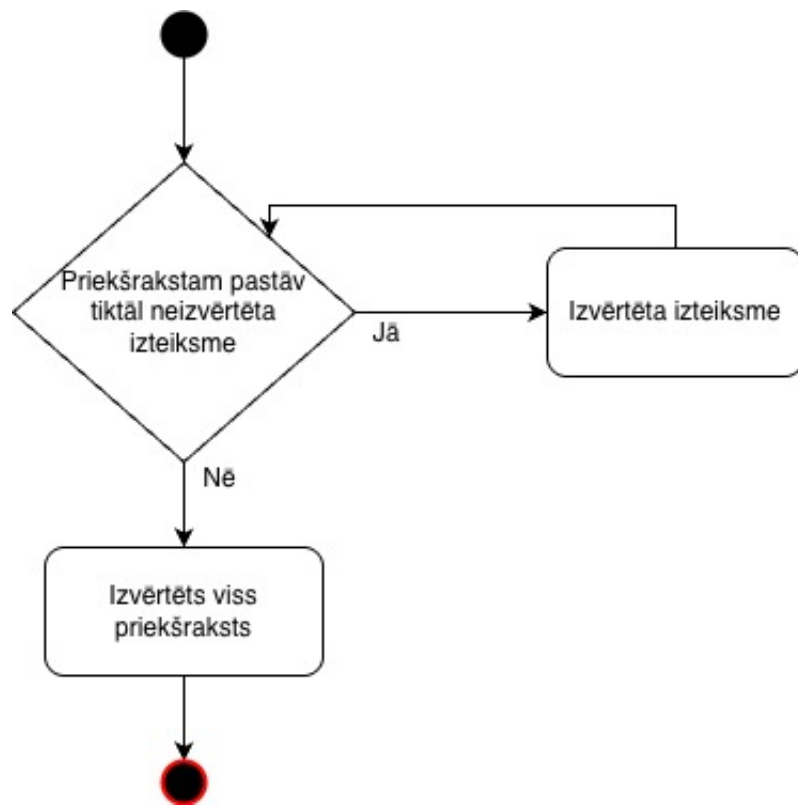 Priekšrakstam pastāv
tiktāl neizvērtēta
izteiksme
Jā
Izvērtēta izteiksme
Nē
Izvērtēts viss
priekšraksts